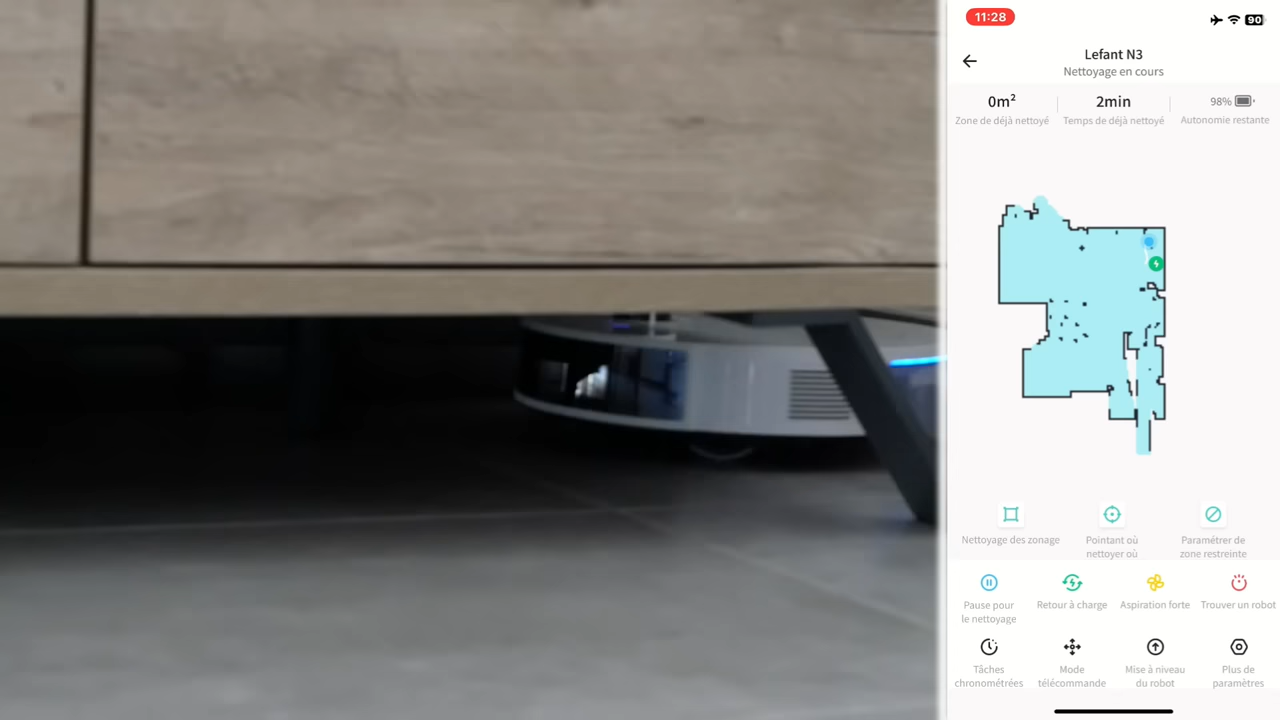 11:28
90
Lefant N3
Nettoyage en cours
0m²
2min
98%
Zone de déjà nettoyé
Temps de déjà nettoyé
Autonomie restante
Nettoyage des zonage
Pointant où
nettoyer où
Paramétrer de
zone restreinte
Pause pour
le nettoyage
Retour à charge
Aspiration forte
Trouver un robot
Tâches
chronométrées
Mode
télécommande
Mise à niveau
du robot
Plus de
paramètres